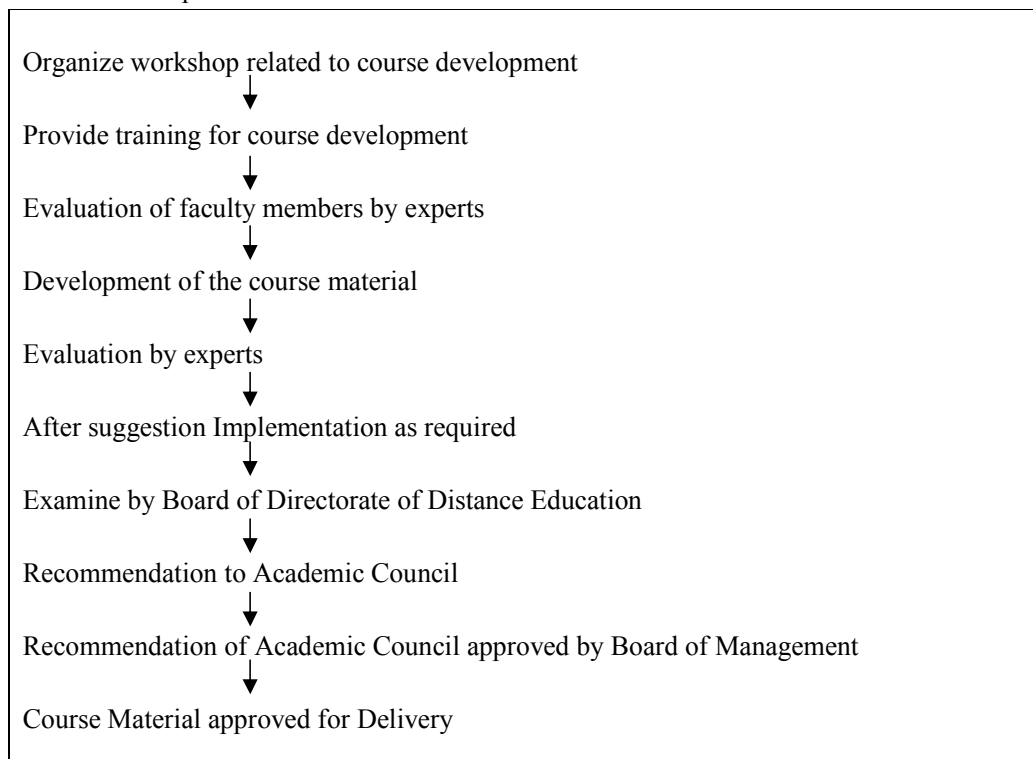 Organize workshop related to course development
Provide training for course development
Evaluation of faculty members by experts
Development of the course material
Evaluation by experts
After suggestion Implementation as required
Examine by Board of Directorate of Distance Education
Recommendation to Academic Council
Recommendation of Academic Council approved by Board of Management
Course Material approved for Delivery